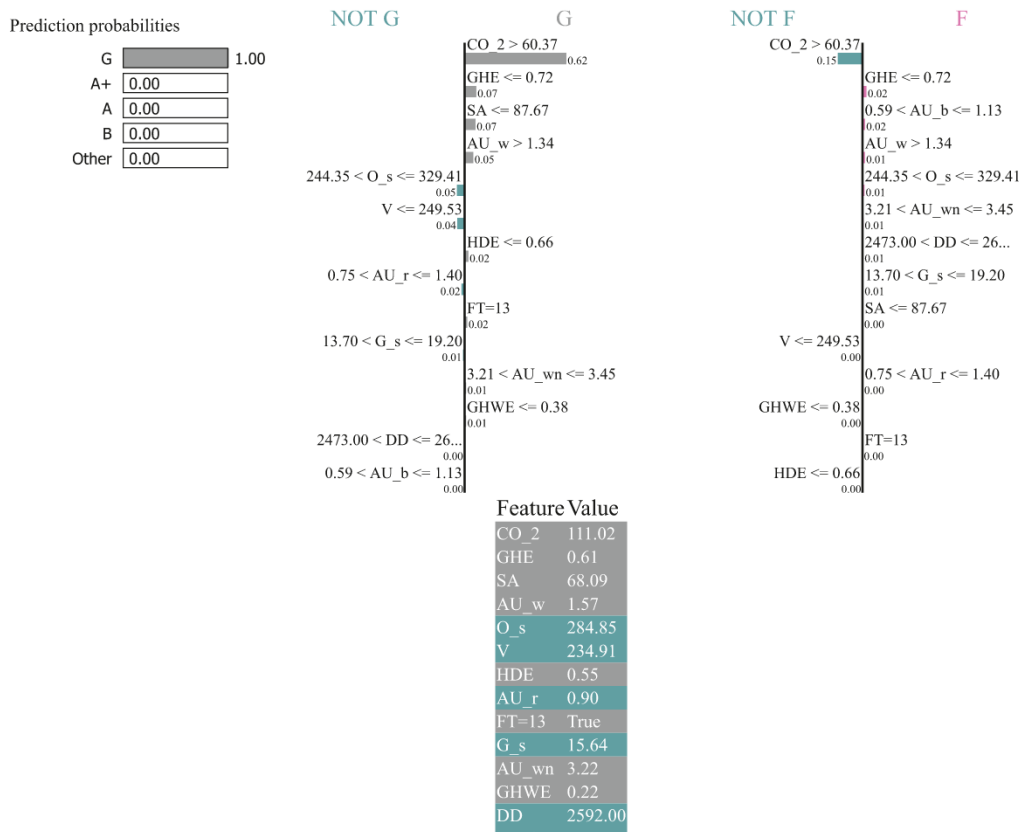 Prediction probabilities
G 1.00
A+ 0.00
A 0.00
B 0.00
Other 0.00
NOT G G
CO_2 > 60.37
0.62
GHE <= 0.72
0.07
SA <= 87.67
0.07
AU_w > 1.34
0.05
244.35 < O_s <= 329.41
0.05
V <= 249.53
0.04
HDE <= 0.66
0.02
0.75 < AU_r <= 1.40
0.02
FT=13
0.02
13.70 < G_s <= 19.20
0.01
3.21 < AU_wn <= 3.45
0.01
GHWE <= 0.38
0.01
2473.00 < DD <= 26...
0.00
0.59 < AU_b <= 1.13
0.00
NOT F F
CO_2 > 60.37
0.15
GHE <= 0.72
0.02
0.59 < AU_b <= 1.13
0.02
AU_w > 1.34
0.01
244.35 < O_s <= 329.41
0.01
3.21 < AU_wn <= 3.45
0.01
2473.00 < DD <= 26...
0.01
13.70 < G_s <= 19.20
0.01
SA <= 87.67
0.00
V <= 249.53
0.00
0.75 < AU_r <= 1.40
0.00
GHWE <= 0.38
0.00
FT=13
0.00
HDE <= 0.66
0.00
Feature Value
CO_2 111.02
GHE 0.61
SA 68.09
AU_w 1.57
O_s 284.85
V 234.91
HDE 0.55
AU_r 0.90
FT=13 True
G_s 15.64
AU_wn 3.22
GHWE 0.22
DD 2592.00